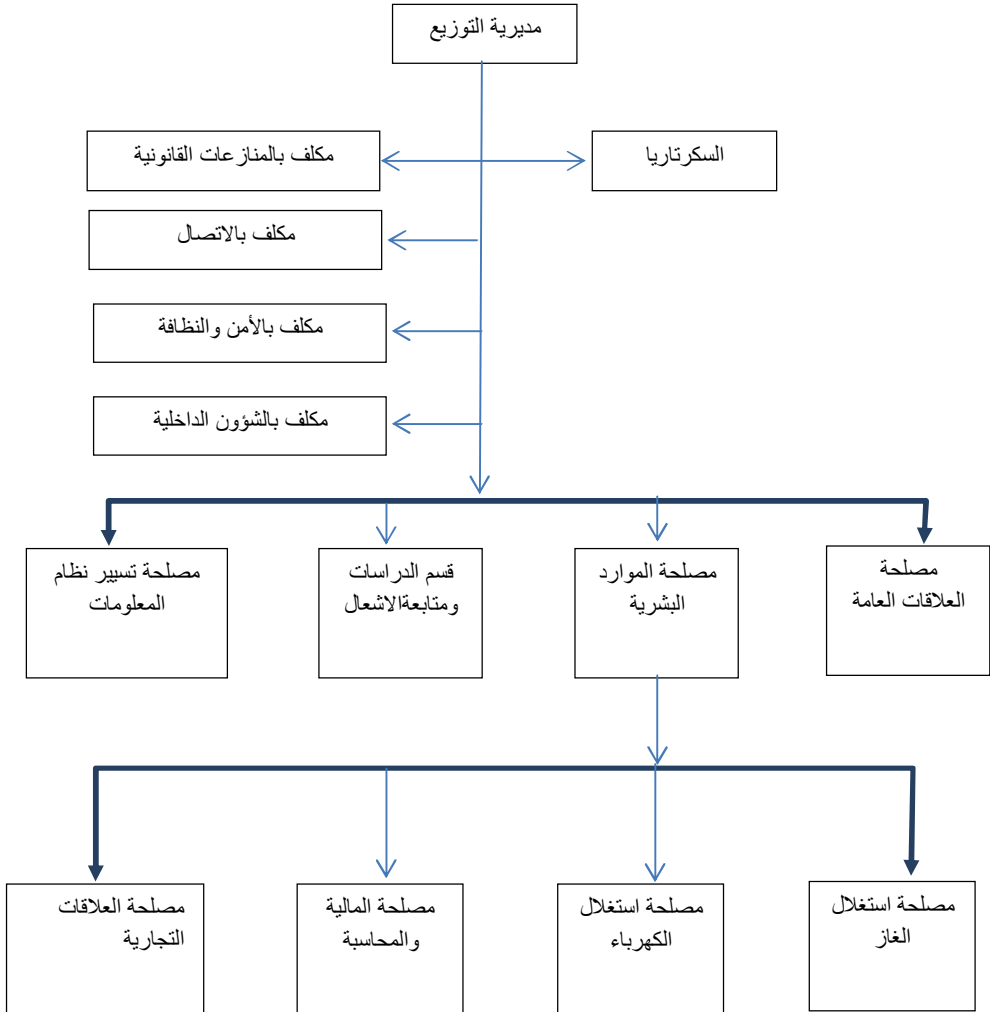 مديرية التوزيع
السكرتاريا
مكلف بالمنازعات القانونية
مكلف بالاتصال
مكلف بالأمن والنظافة
مكلف بالشؤون الداخلية
مصلحة
العلاقات العامة
مصلحة الموارد
البشرية
قسم الدراسات
ومتابعةالاشعال
مصلحة تسيير نظام
المعلومات
مصلحة استغلال
الغاز
مصلحة استغلال
الكهرباء
مصلحة المالية
والمحاسبة
مصلحة العلاقات
التجارية